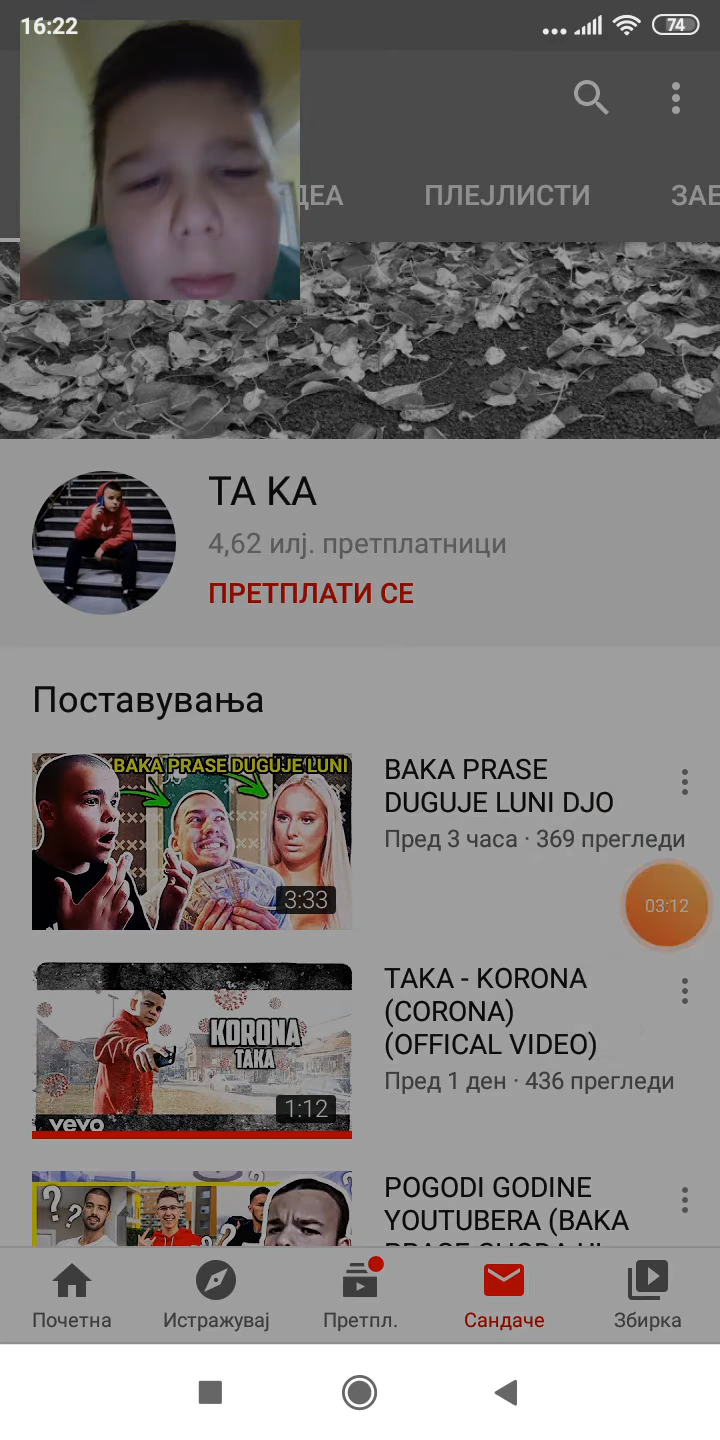 16:22
74
ДЕА
ПЛЕЈЛИСТИ
ЗАЕ
TA KA
4,62 илј. претплатници
ПРЕТПЛАТИ СЕ
Поставувања
BAKA PRASE DUGUJE LUNI
3:33
BAKA PRASE
DUGUJE LUNI DJO
Пред 3 часа · 369 прегледи
03:12
KORONA
TAKA
1:12
vevo
TAKA - KORONA
(CORONA)
(OFFICAL VIDEO)
Пред 1 ден · 436 прегледи
POGODI GODINE
YOUTUBERA (BAKA
Почетна
Истражувај
Претпл.
Сандаче
Збирка